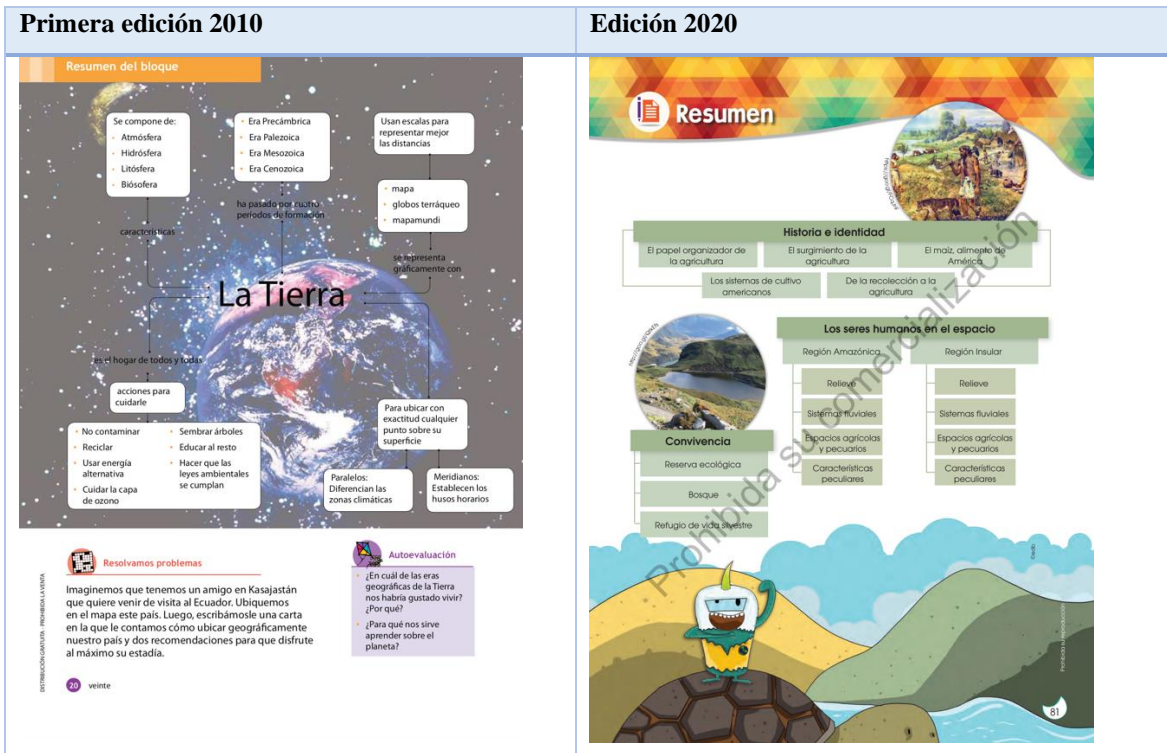 Primera edición 2010
Edición 2020
Resumen del bloque
Se compone de:
• Atmósfera
• Hidrósfera
• Litósfera
• Biósofera
• Era Precámbrica
• Era Palezoica
• Era Mesozoica
• Era Cenozoica
Usan escalas para
representar mejor
las distancias
• mapa
• globos terráqueo
• mapamundi
características
ha pasado por cuatro
períodos de formación
se representa
gráficamente con
La Tierra
es el hogar de todos y todas
acciones para
cuidarle
• No contaminar
• Reciclar
• Usar energía
alternativa
• Cuidar la capa
de ozono
• Sembrar árboles
• Educar al resto
• Hacer que las
leyes ambientales
se cumplan
Para ubicar con
exactitud cualquier
punto sobre su
superficie
Paralelos:
Diferencian las
zonas climáticas
Meridianos:
Establecen los
husos horarios
Resolvamos problemas
Imaginemos que tenemos un amigo en Kasajastán
que quiere venir de visita al Ecuador. Ubiquemos
en el mapa este país. Luego, escribámosle una carta
en la que le contamos cómo ubicar geográficamente
nuestro país y dos recomendaciones para que disfrute
al máximo su estadía.
Autoevaluación
• ¿En cuál de las eras
geográficas de la Tierra
nos habría gustado vivir?
¿Por qué?
• ¿Para qué nos sirve
aprender sobre el
planeta?
DISTRIBUCIÓN GRATUITA - PROHIBIDA LA VENTA
20 veinte
Resumen
Historia e identidad
El papel organizador de
la agricultura
El surgimiento de la
agricultura
El maíz, alimento de
América
Los sistemas de cultivo
americanos
De la recolección a la
agricultura
Los seres humanos en el espacio
Región Amazónica
Relieve
Sistemas fluviales
Espacios agrícolas
y pecuarios
Características
peculiares
Región Insular
Relieve
Sistemas fluviales
Espacios agrícolas
y pecuarios
Características
peculiares
Convivencia
Reserva ecológica
Bosque
Refugio de vida silvestre
Prohibida su comercialización
Prohibida su reproducción
81